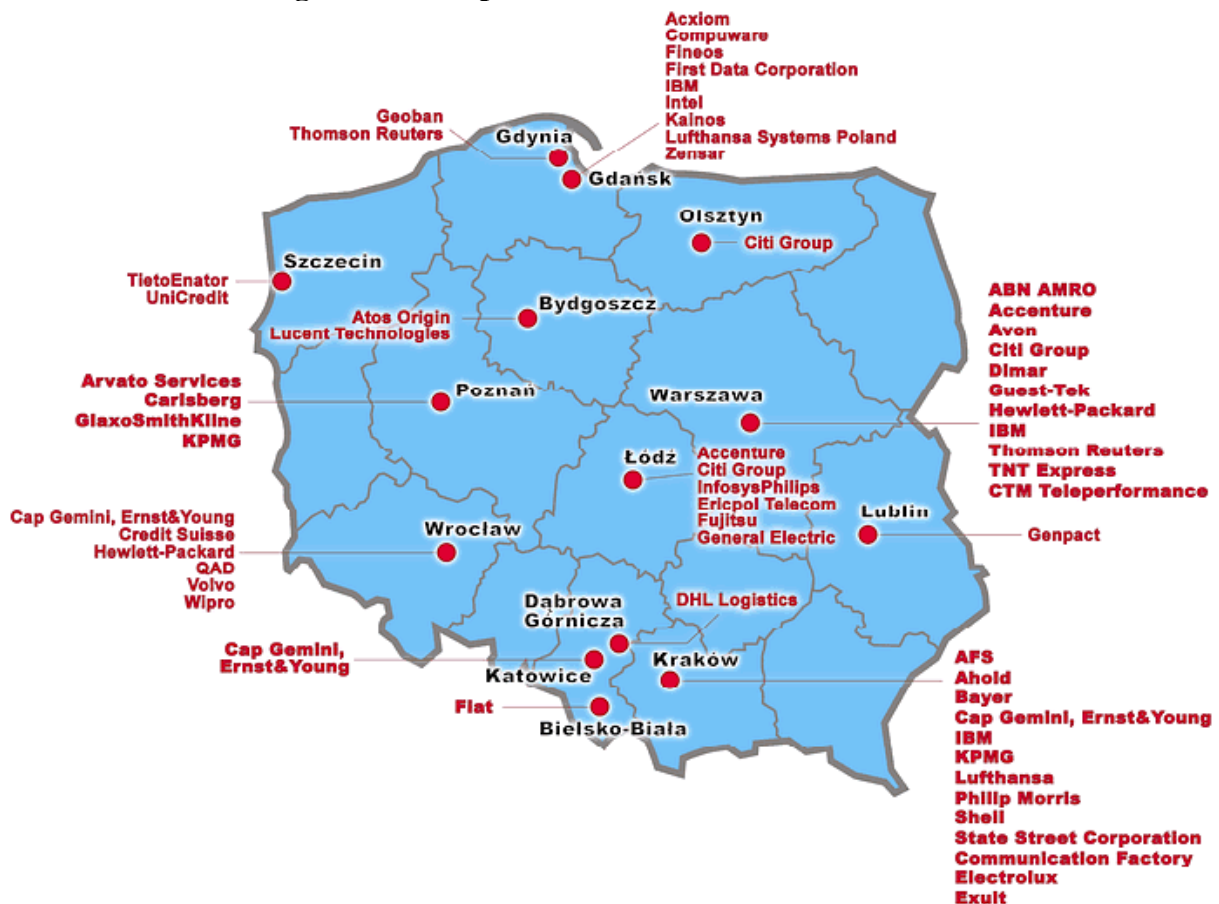 Acxiom
Compuware
Fineos
First Data Corporation
IBM
Intel
Kainos
Lufthansa Systems Poland
Zensar
Geoban
Thomson Reuters
Gdynia
Gdańsk
Olsztyn
Citi Group
Szczecin
TietoEnator
UniCredit
Bydgoszcz
Atos Origin
Lucent Technologies
ABN AMRO
Accenture
Avon
Citi Group
Dimar
Guest-Tek
Hewlett-Packard
IBM
Thomson Reuters
TNT Express
CTM Teleperformance
Arvato Services
Carlsberg
GlaxoSmithKline
KPMG
Poznań
Warszawa
Łódź
Accenture
Citi Group
InfosysPhilips
Ericpol Telecom
Fujitsu
General Electric
Lublin
Genpact
Cap Gemini, Ernst&Young
Credit Suisse
Hewlett-Packard
QAD
Volvo
Wipro
Wrocław
Dąbrowa
Górnicza
DHL Logistics
Cap Gemini,
Ernst&Young
Katowice
Kraków
Fiat
Bielsko-Biała
AFS
Ahold
Bayer
Cap Gemini, Ernst&Young
IBM
KPMG
Lufthansa
Philip Morris
Shell
State Street Corporation
Communication Factory
Electrolux
Exult